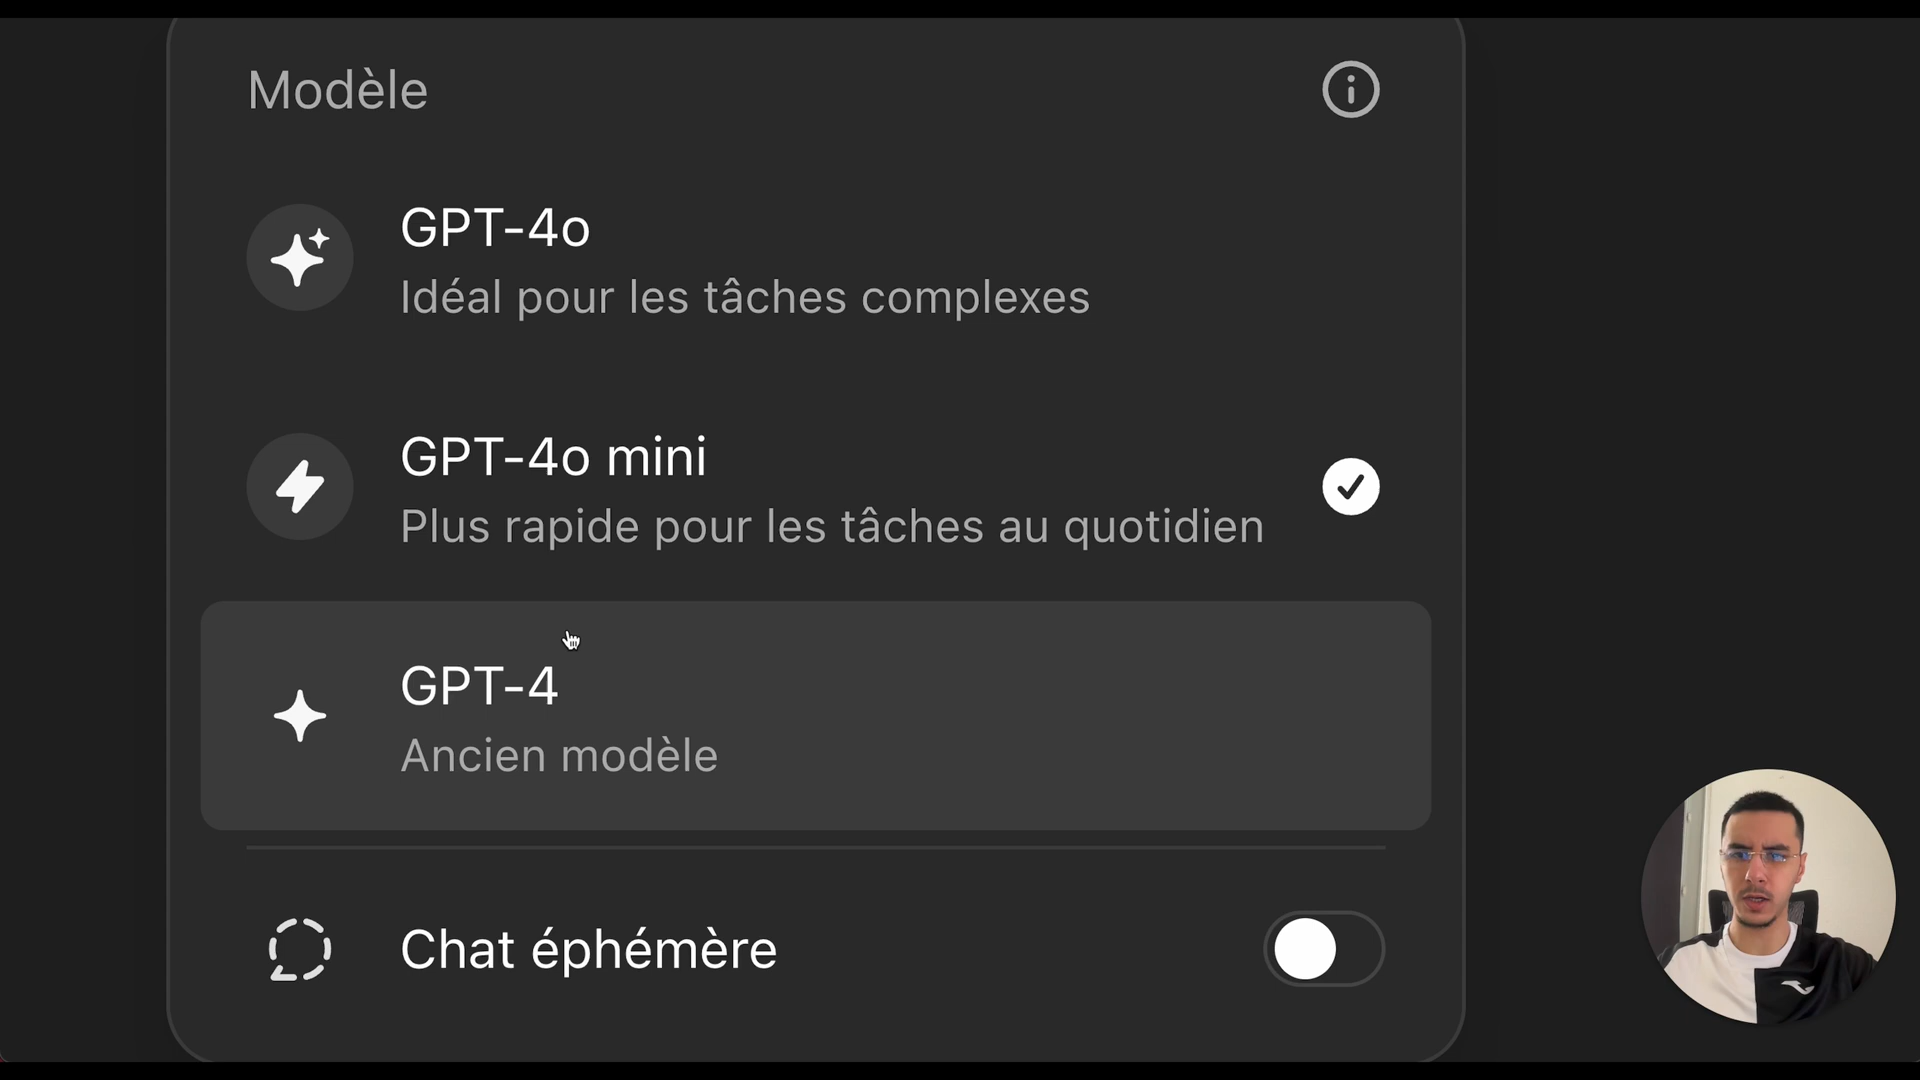 Modèle
GPT-4o
Idéal pour les tâches complexes
GPT-4o mini
Plus rapide pour les tâches au quotidien
GPT-4
Ancien modèle
Chat éphémère